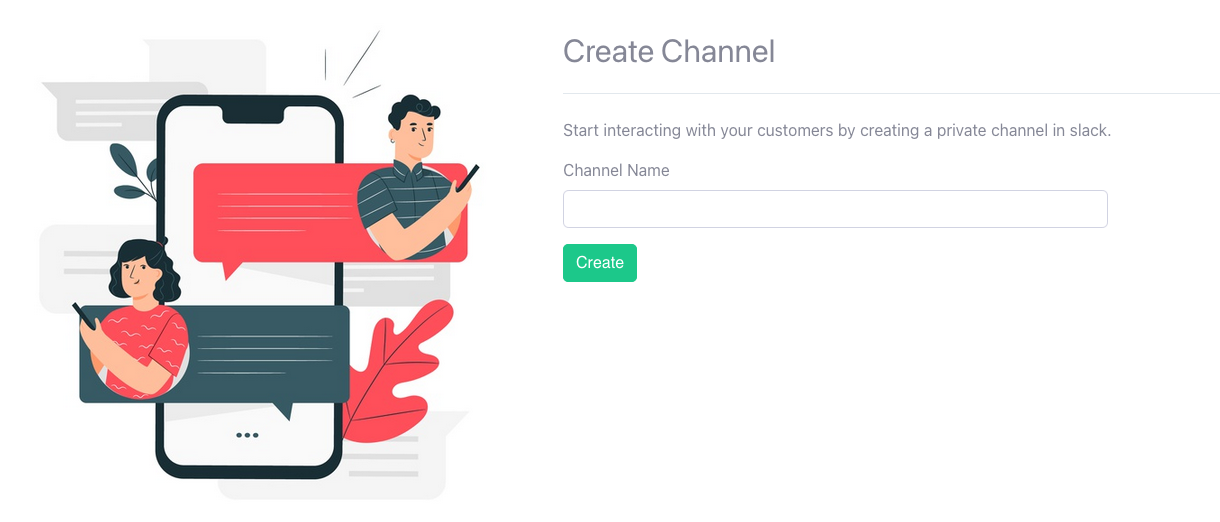 Create Channel
Start interacting with your customers by creating a private channel in slack.
Channel Name
Create